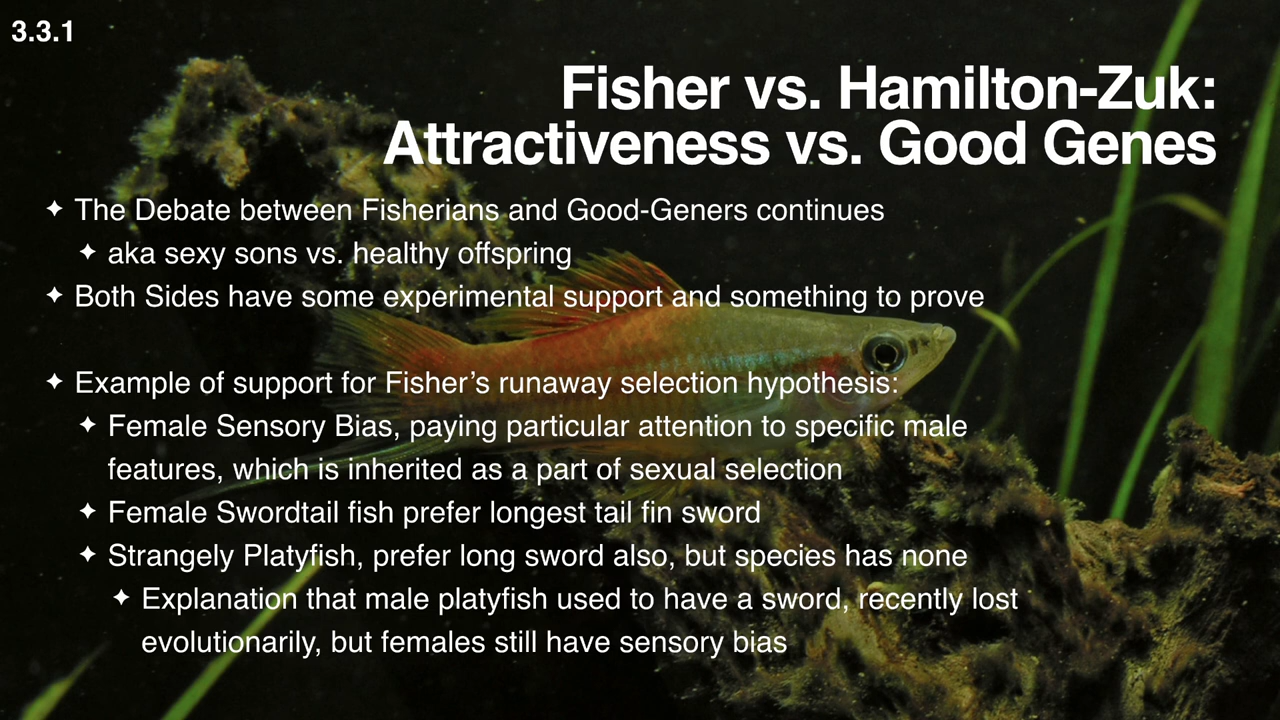 3.3.1
Fisher vs. Hamilton-Zuk:
Attractiveness vs. Good Genes
✦ The Debate between Fisherians and Good-Geners continues
✦ aka sexy sons vs. healthy offspring
✦ Both Sides have some experimental support and something to prove
✦ Example of support for Fisher’s runaway selection hypothesis:
✦ Female Sensory Bias, paying particular attention to specific male
features, which is inherited as a part of sexual selection
✦ Female Swordtail fish prefer longest tail fin sword
✦ Strangely Platyfish, prefer long sword also, but species has none
✦ Explanation that male platyfish used to have a sword, recently lost
evolutionarily, but females still have sensory bias